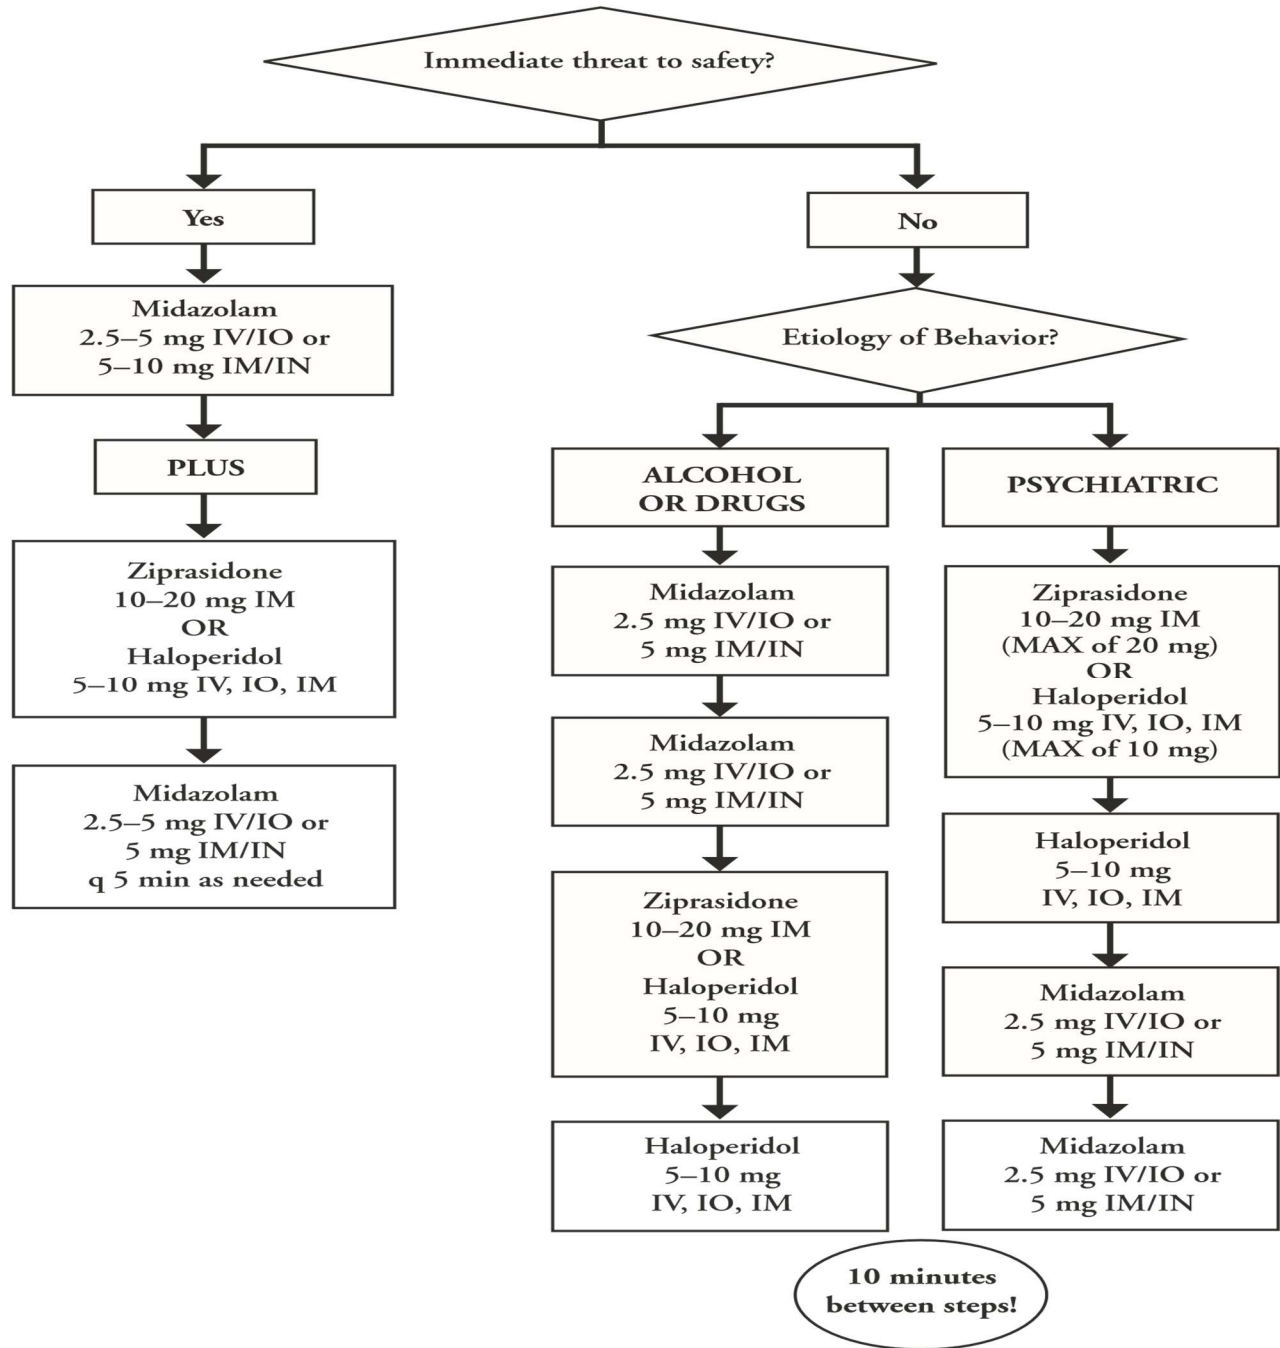 Immediate threat to safety?
Yes
Midazolam
2.5–5 mg IV/IO or
5–10 mg IM/IN
PLUS
Ziprasidone
10–20 mg IM
OR
Haloperidol
5–10 mg IV, IO, IM
Midazolam
2.5–5 mg IV/IO or
5 mg IM/IN
q 5 min as needed
No
Etiology of Behavior?
ALCOHOL
OR DRUGS
Midazolam
2.5 mg IV/IO or
5 mg IM/IN
Midazolam
2.5 mg IV/IO or
5 mg IM/IN
Ziprasidone
10–20 mg IM
OR
Haloperidol
5–10 mg
IV, IO, IM
Haloperidol
5–10 mg
IV, IO, IM
PSYCHIATRIC
Ziprasidone
10–20 mg IM
(MAX of 20 mg)
OR
Haloperidol
5–10 mg IV, IO, IM
(MAX of 10 mg)
Haloperidol
5–10 mg
IV, IO, IM
Midazolam
2.5 mg IV/IO or
5 mg IM/IN
Midazolam
2.5 mg IV/IO or
5 mg IM/IN
10 minutes
between steps!